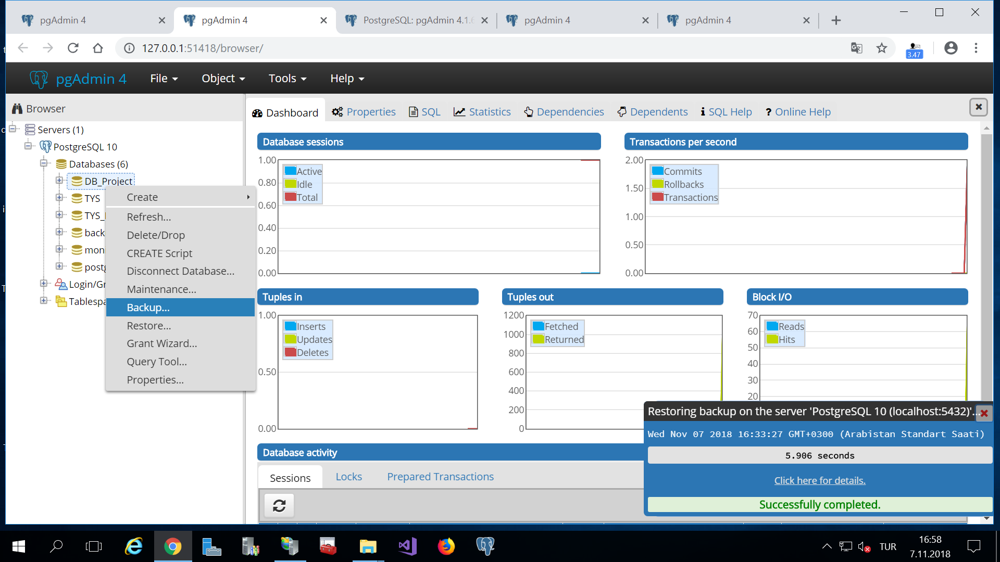 pgAdmin 4
pgAdmin 4
PostgreSQL: pgAdmin 4.1.6
pgAdmin 4
pgAdmin 4
127.0.0.1:51418/browser/
3.47
pgAdmin 4
File
Object
Tools
Help
Browser
Dashboard
Properties
SQL
Statistics
Dependencies
Dependents
SQL Help
Online Help
Servers (1)
PostgreSQL 10
Databases (6)
DB_Project
TYS
TYS_
back
mon
postg
Login/Gr
Tablespa
Create
Refresh...
Delete/Drop
CREATE Script
Disconnect Database...
Maintenance...
Backup...
Restore...
Grant Wizard...
Query Tool...
Properties...
Database sessions
1.00
0.80
0.60
0.40
0.20
0.00
Active
Idle
Total
Transactions per second
2.00
1.50
1.00
0.50
0.00
Commits
Rollbacks
Transactions
Tuples in
1.00
0.50
0.00
Inserts
Updates
Deletes
Tuples out
1200
1000
800
600
400
200
0
Fetched
Returned
Block I/O
70
60
50
40
30
20
Reads
Hits
Database activity
Sessions
Locks
Prepared Transactions
Restoring backup on the server 'PostgreSQL 10 (localhost:5432)'...
Wed Nov 07 2018 16:33:27 GMT+0300 (Arabistan Standart Saati)
5.906 seconds
Click here for details.
Successfully completed.
TUR
16:58
7.11.2018